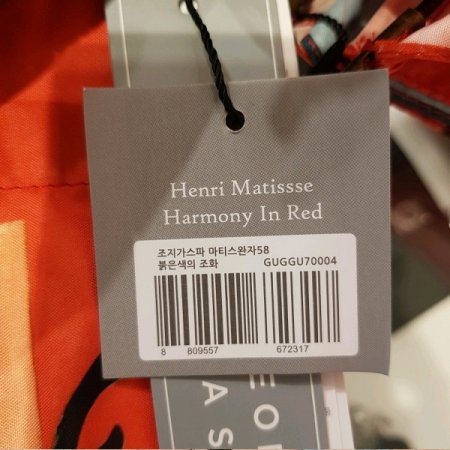 Henri Matissse
Harmony In Red
조지가스파 마티스완자58
붉은색의 조화 GUGGU70004
8 809557 672317